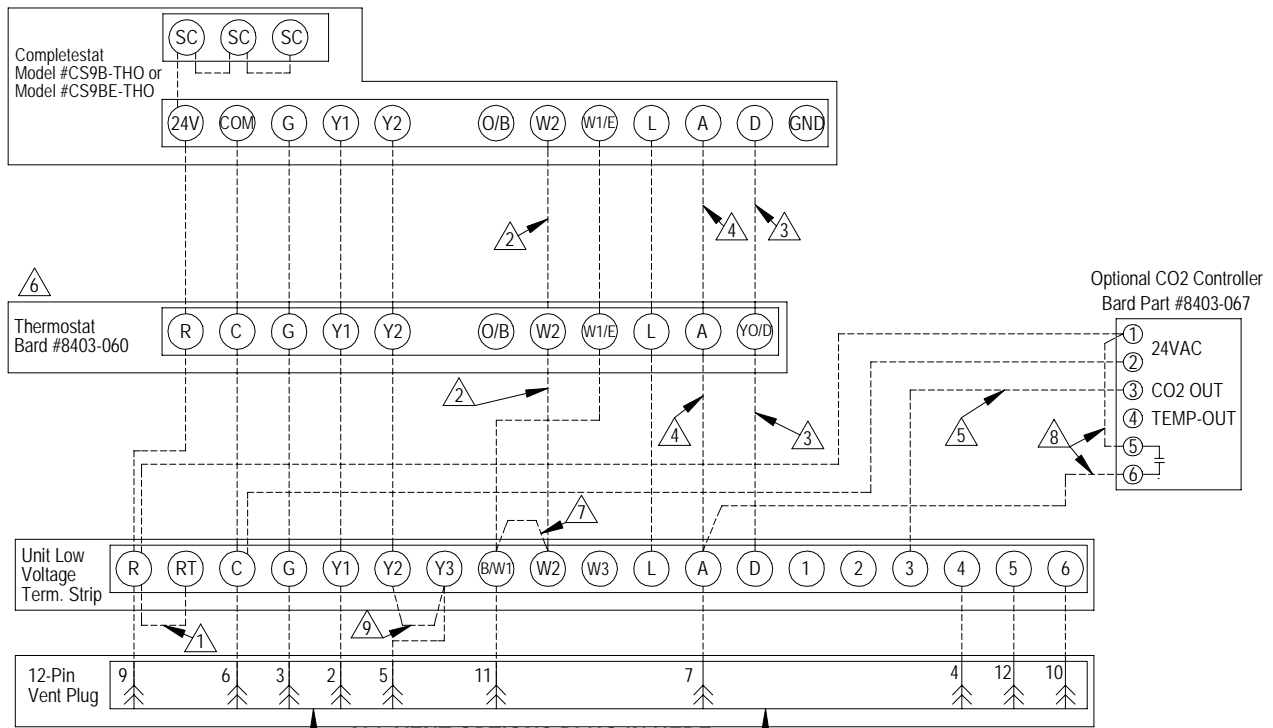 SC SC SC
Completestat
Model #CS9B-THO or
Model #CS9BE-THO
24V COM G Y1 Y2 O/B W2 W1/E L A D GND
2 4 3
6
Optional CO2 Controller
Bard Part #8403-067
Thermostat
Bard #8403-060
R C G Y1 Y2 O/B W2 W1/E L A YO/D
1 24VAC
2
3 CO2 OUT
4 TEMP-OUT
5
6
2 4 3 5 8
7
Unit Low
Voltage
Term. Strip
R RT C G Y1 Y2 Y3 B/W1 W2 W3 L A D 1 2 3 4 5 6
1 9
12-Pin
Vent Plug
9 6 3 2 5 11 7 4 12 10